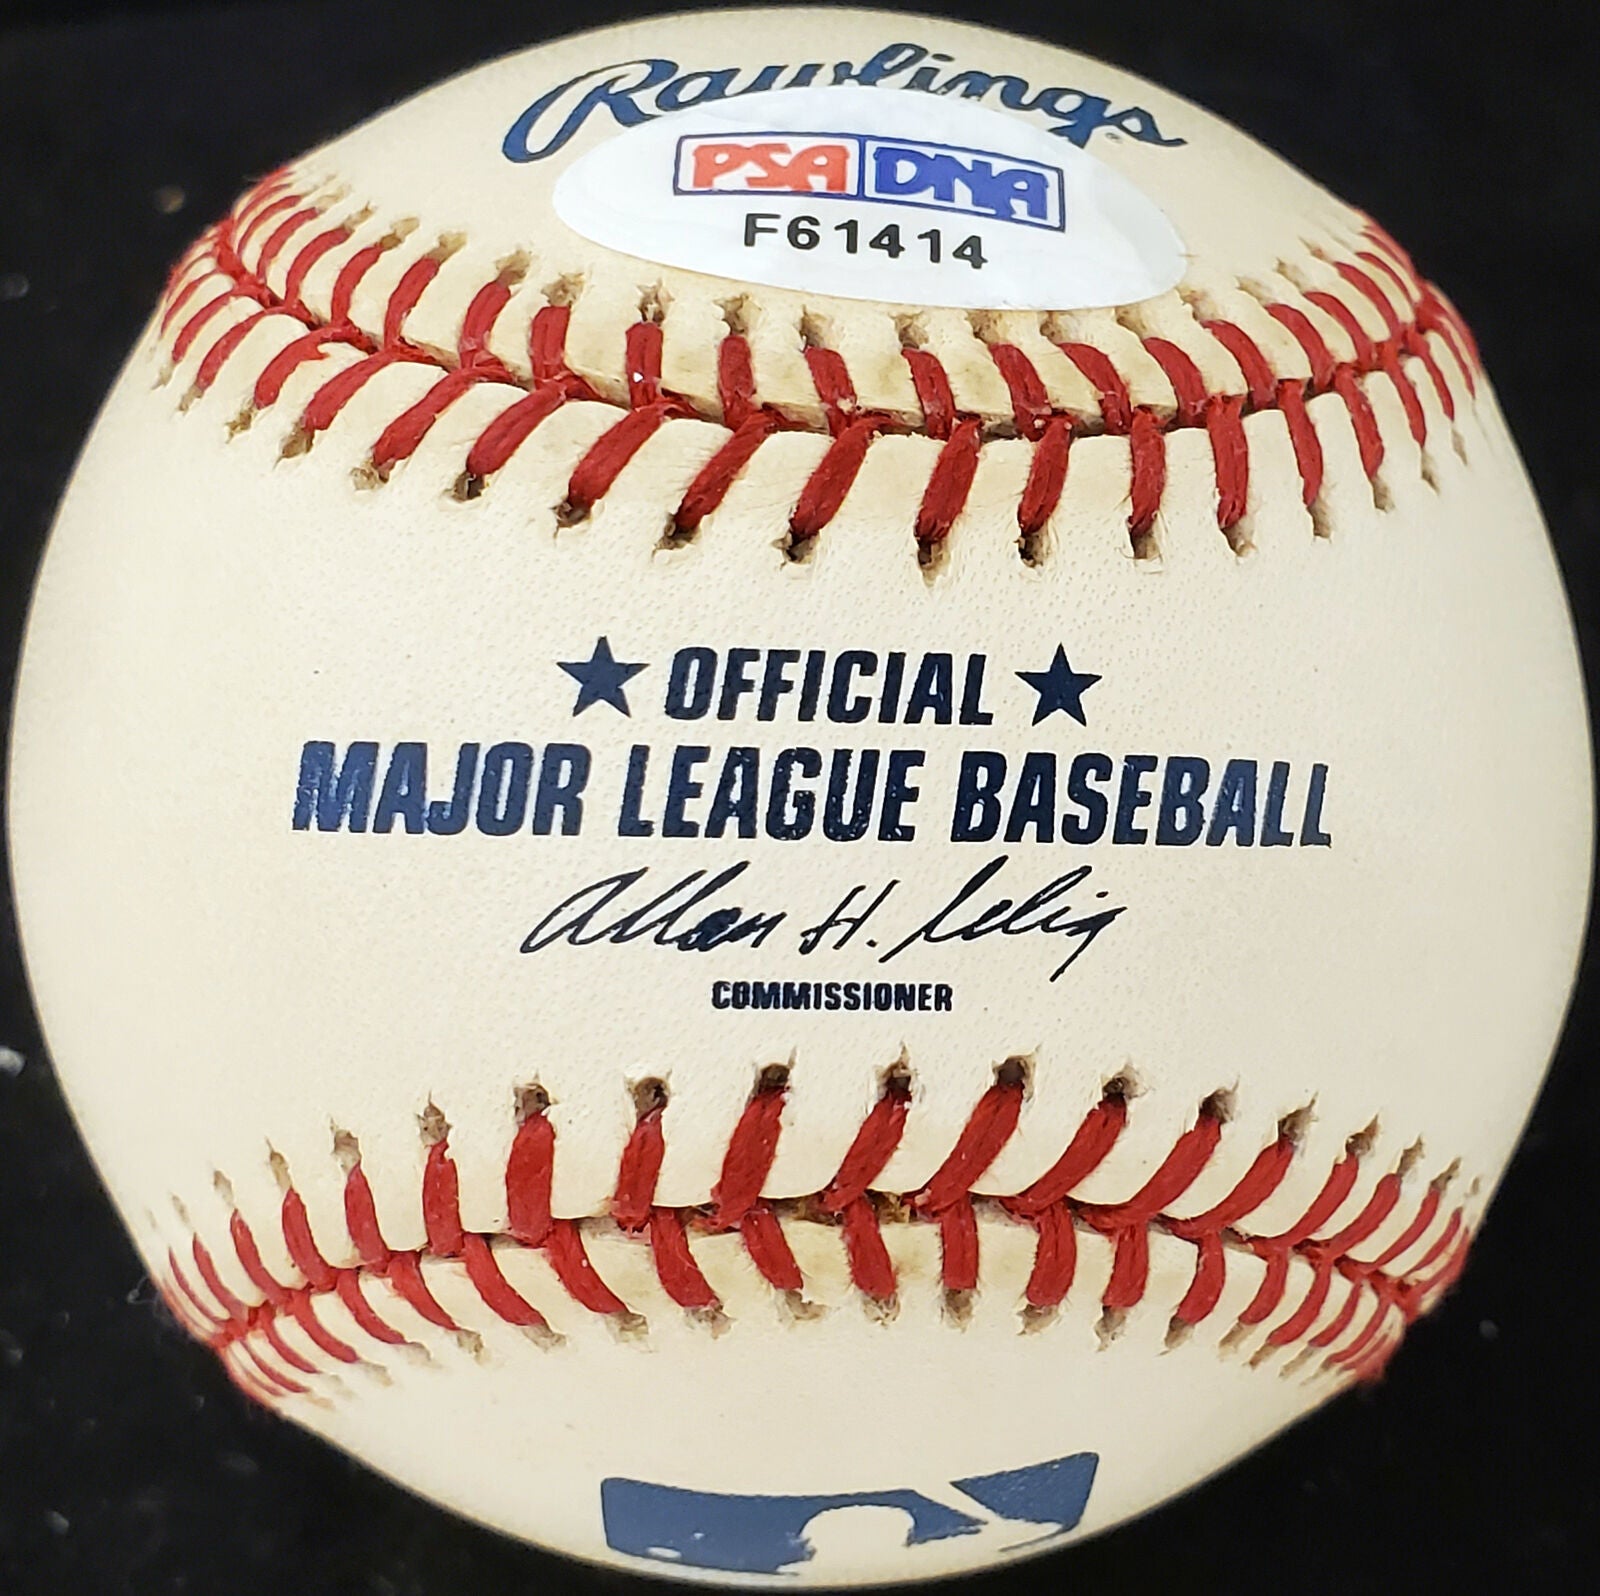 Rawlings
PSA DNA
F61414
★ OFFICIAL ★
MAJOR LEAGUE BASEBALL
Allan H. Selig
COMMISSIONER